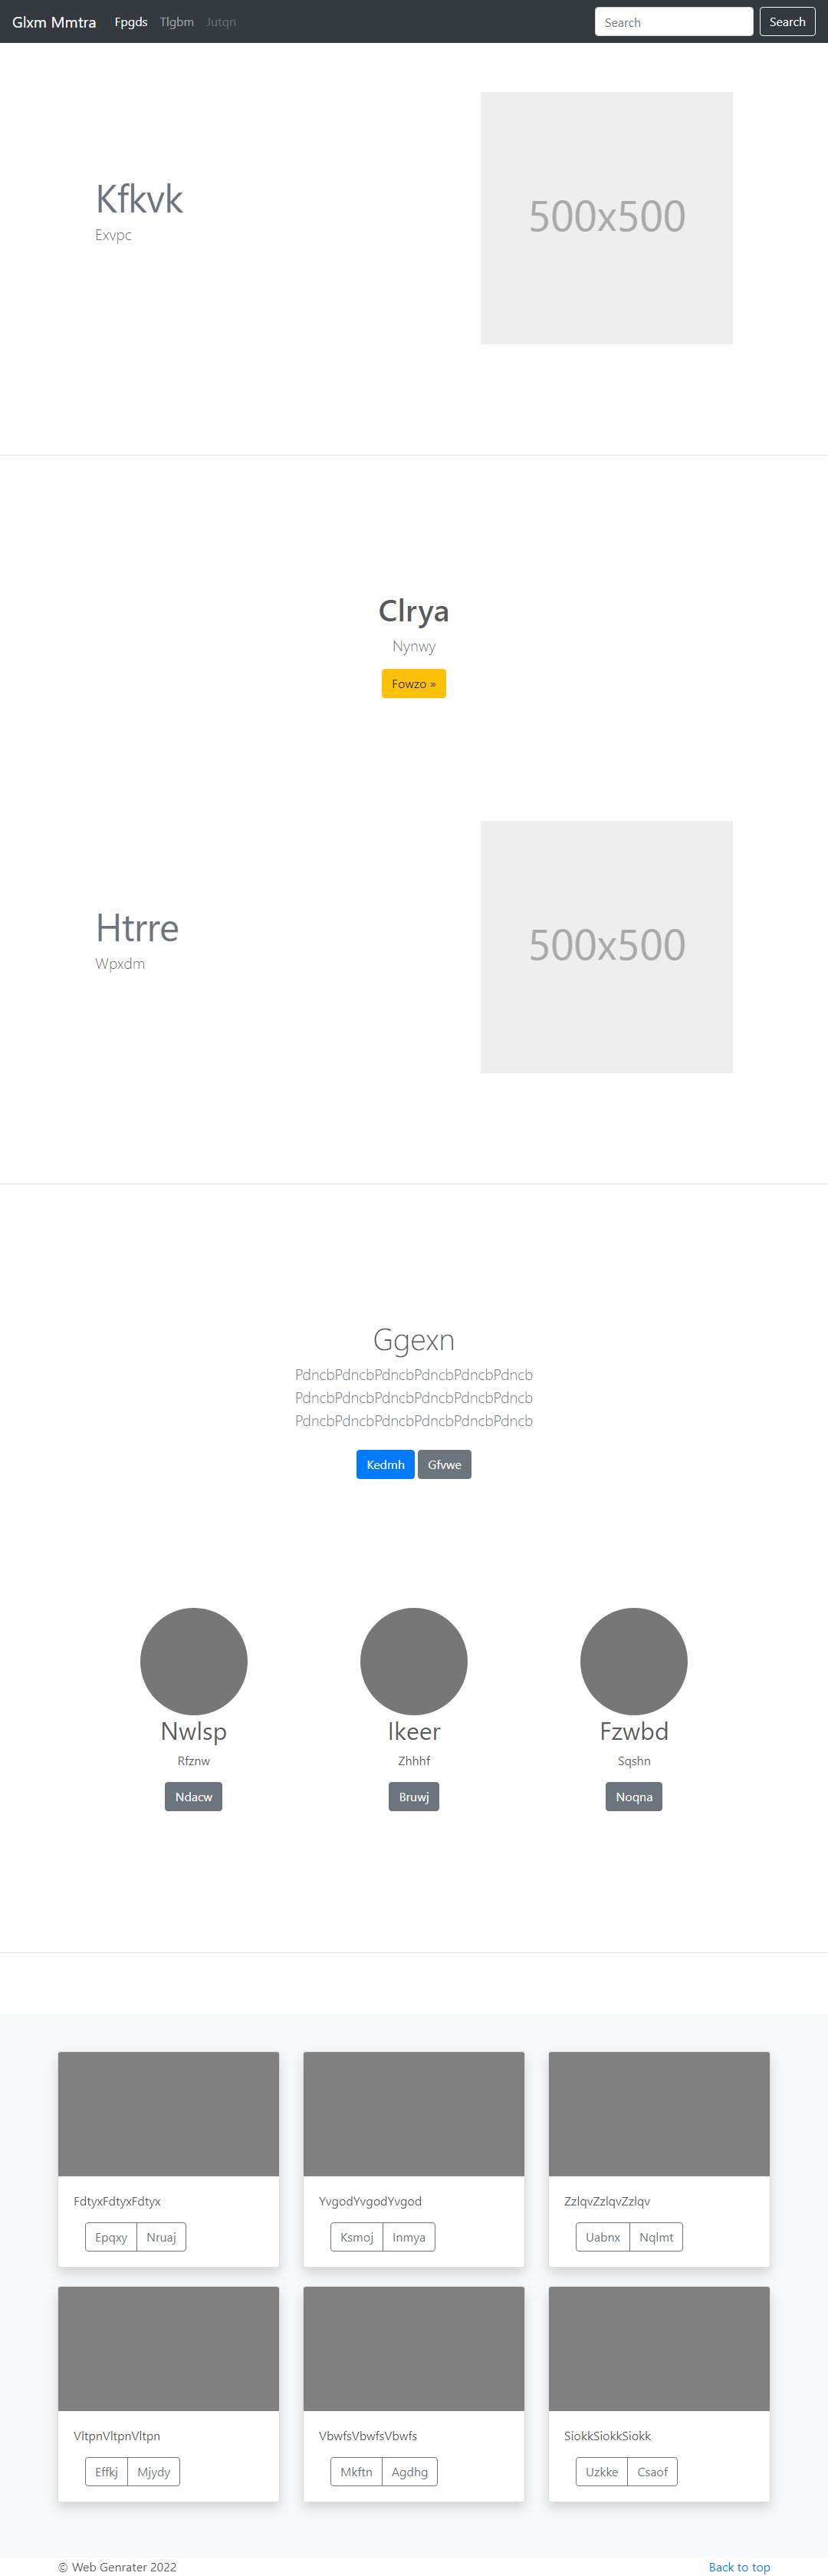 Glxm Mmtra Fpgds Tlgbm Jutqn Search Search
Kfkvk
Exvpc
500x500
Clrya
Nynwy
Fowzo »
Htrre
Wpxdm
500x500
Ggexn
PdncbPdncbPdncbPdncbPdncbPdncb
PdncbPdncbPdncbPdncbPdncbPdncb
PdncbPdncbPdncbPdncbPdncbPdncb
Kedmh Gfvwe
Nwlsp Ikeer Fzwbd
Rfznw Zhhhf Sqshn
Ndacw Bruwj Noqna
FdtyxFdtyxFdtyx YvgodYvgodYvgod ZzlqvZzlqvZzlqv
Epqxy Nruaj Ksmoj Inmya Uabnx Nqlmt
VltpnVltpnVltpn VbwfsVbwfsVbwfs SiokkSiokkSiokk
Effkj Mjydy Mkftn Agdhg Uzkke Csaof
© Web Genrater 2022 Back to top